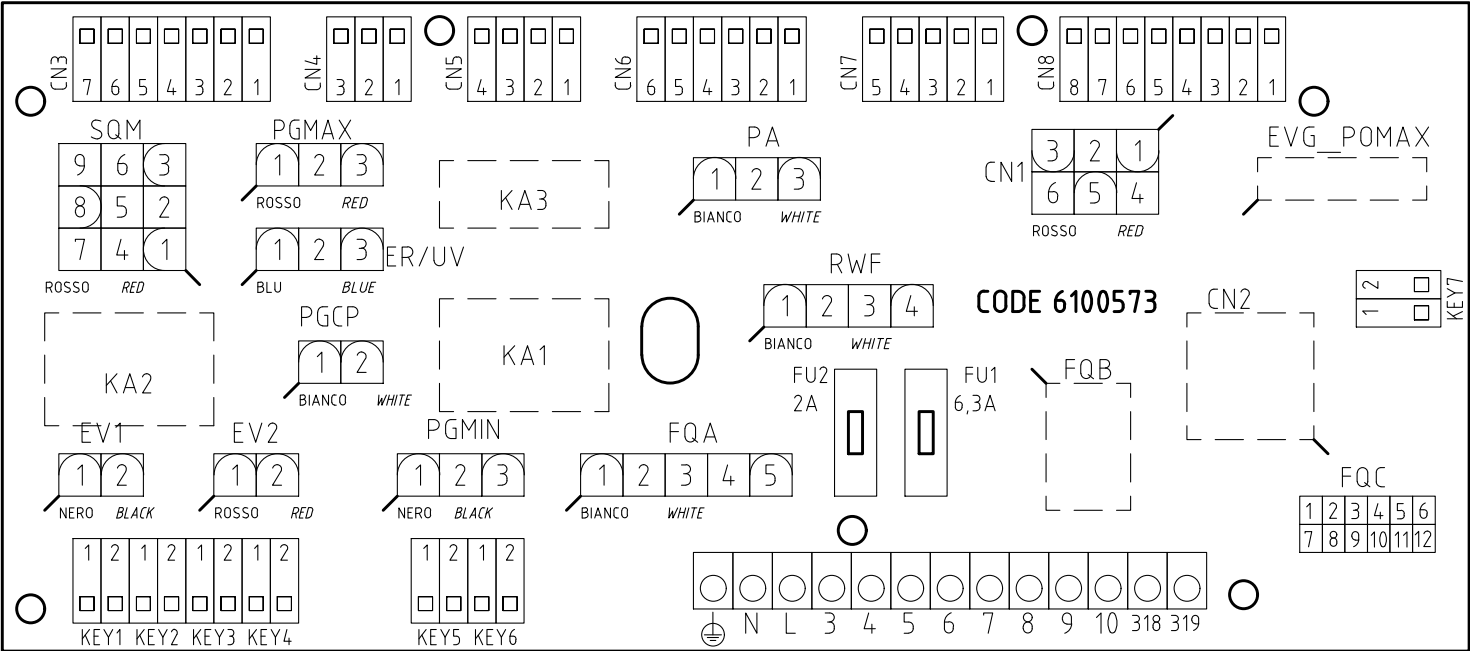 CN3 7 6 5 4 3 2 1
CN4 3 2 1
CN5 4 3 2 1
CN6 6 5 4 3 2 1
CN7 5 4 3 2 1
CN8 8 7 6 5 4 3 2 1
SQM
9 6 3
8 5 2
7 4 1
ROSSO RED
PGMAX
1 2 3
ROSSO RED
1 2 3 ER/UV
BLU BLUE
KA3
PA
1 2 3
BIANCO WHITE
CN1
3 2 1
6 5 4
ROSSO RED
EVG_POMAX
RWF
1 2 3 4
BIANCO WHITE
CODE 6100573
CN2
2
1
KEY7
PGCP
1 2
BIANCO WHITE
KA2
KA1
FU2
2A
FU1
6,3A
FQB
EV1
1 2
NERO BLACK
EV2
1 2
ROSSO RED
PGMIN
1 2 3
NERO BLACK
FQA
1 2 3 4 5
BIANCO WHITE
FQC
1 2 3 4 5 6
7 8 9 10 11 12
1 2 1 2 1 2 1 2
KEY1 KEY2 KEY3 KEY4
1 2 1 2
KEY5 KEY6
N L 3 4 5 6 7 8 9 10 318 319